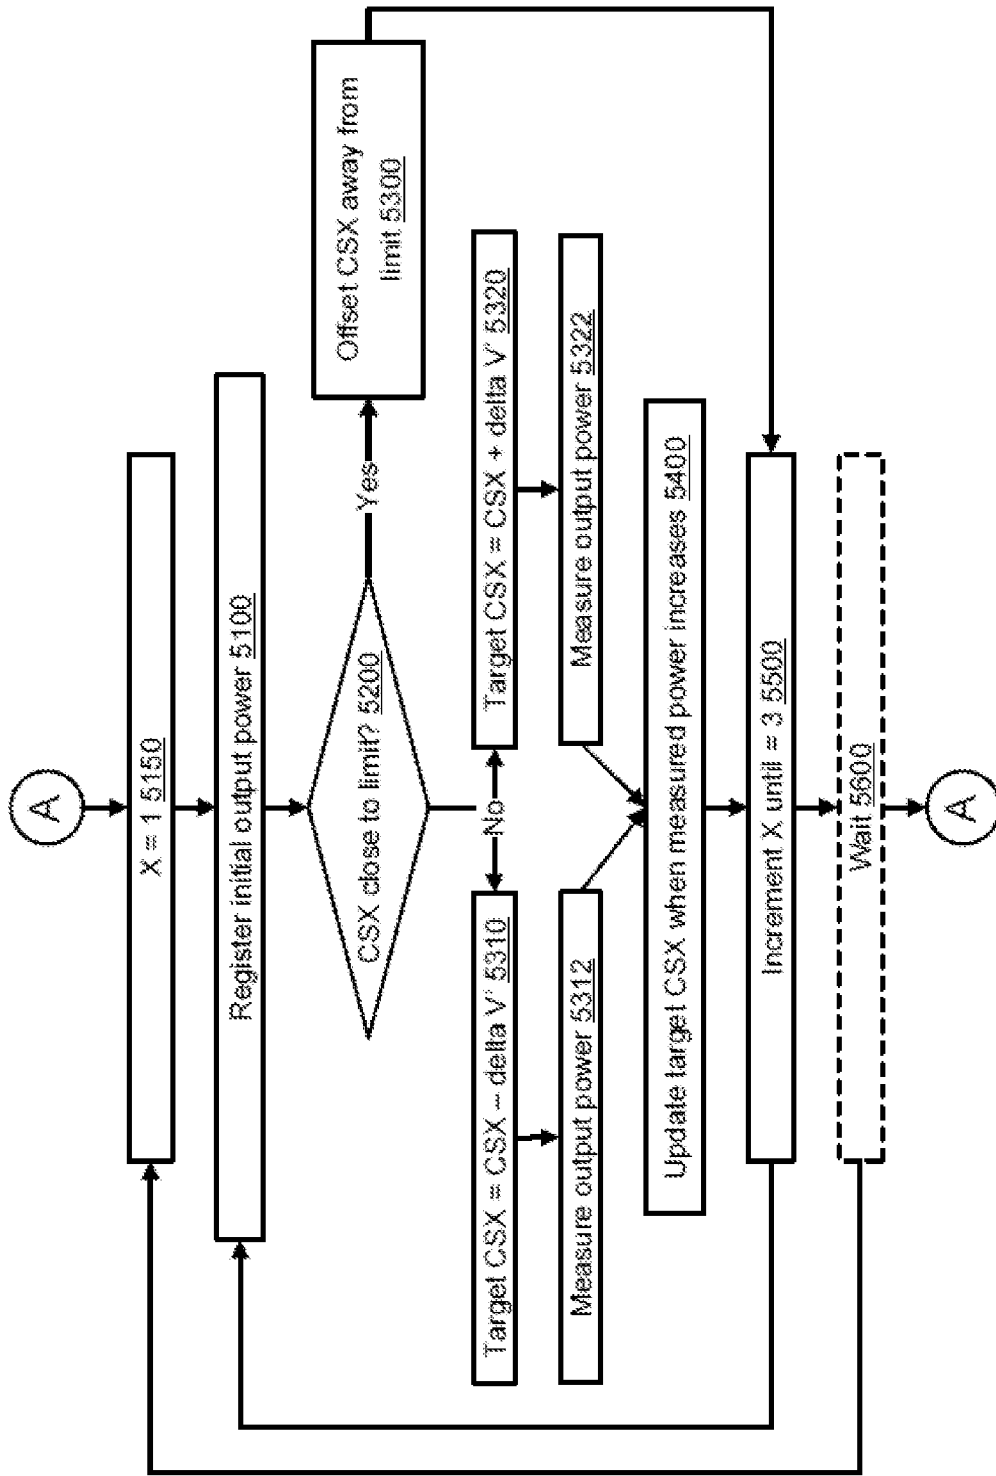 A
X = 1 5150
Register initial output power 5100
CSX close to limit? 5200
Yes
Offset CSX away from
limit 5300
No
Target CSX = CSX – delta V' 5310
Target CSX = CSX + delta V' 5320
Measure output power 5312
Measure output power 5322
Update target CSX when measured power increases 5400
Increment X until = 3 5500
Wait 5600
A